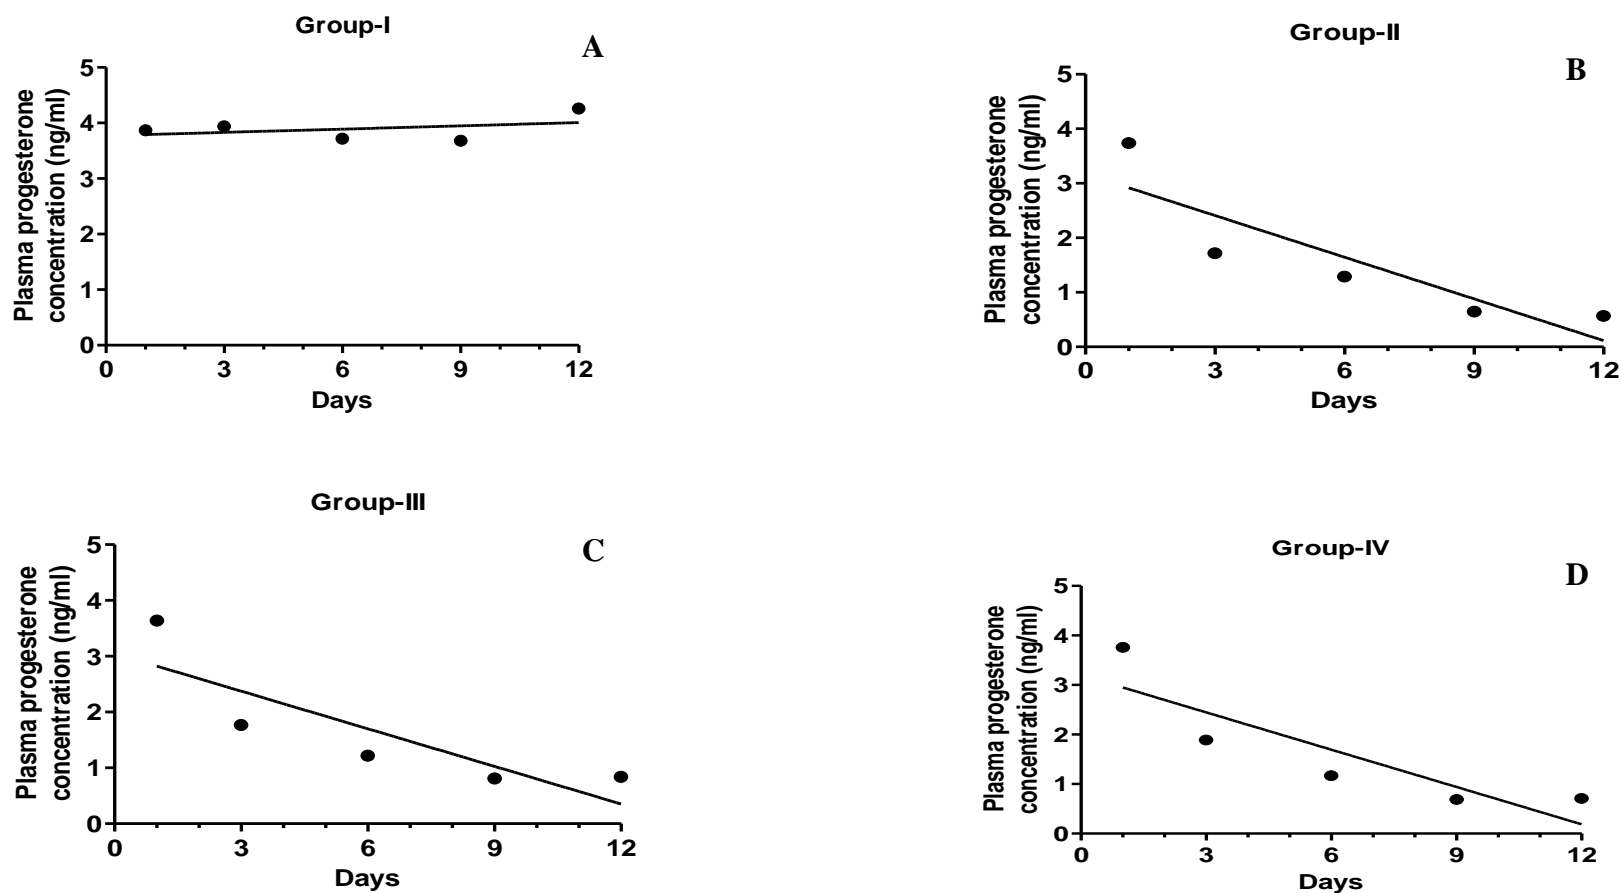 Group-I
A
Plasma progesterone
concentration (ng/ml)
5
4
3
2
1
0
0 3 6 9 12
Days
Group-II
B
Plasma progesterone
concentration (ng/ml)
5
4
3
2
1
0
0 3 6 9 12
Days
Group-III
C
Plasma progesterone
concentration (ng/ml)
5
4
3
2
1
0
0 3 6 9 12
Days
Group-IV
D
Plasma progesterone
concentration (ng/ml)
5
4
3
2
1
0
0 3 6 9 12
Days